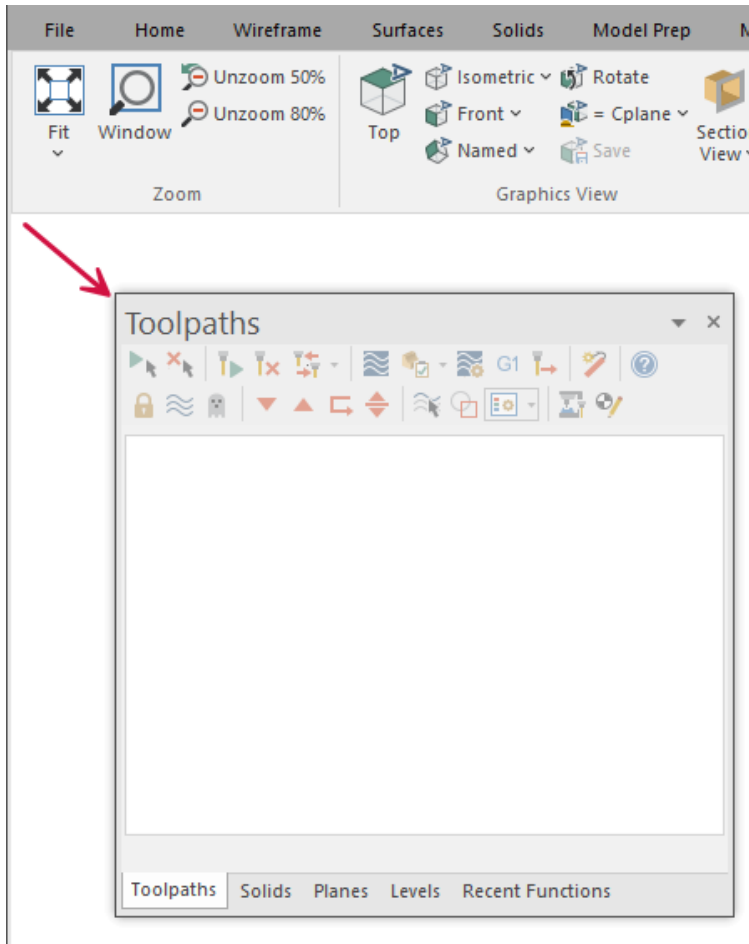 File Home Wireframe Surfaces Solids Model Prep
Unzoom 50% Isometric Rotate
Unzoom 80% Front = Cplane
Fit Window Top Named Save View
Zoom Graphics View
Toolpaths
G1
Toolpaths Solids Planes Levels Recent Functions